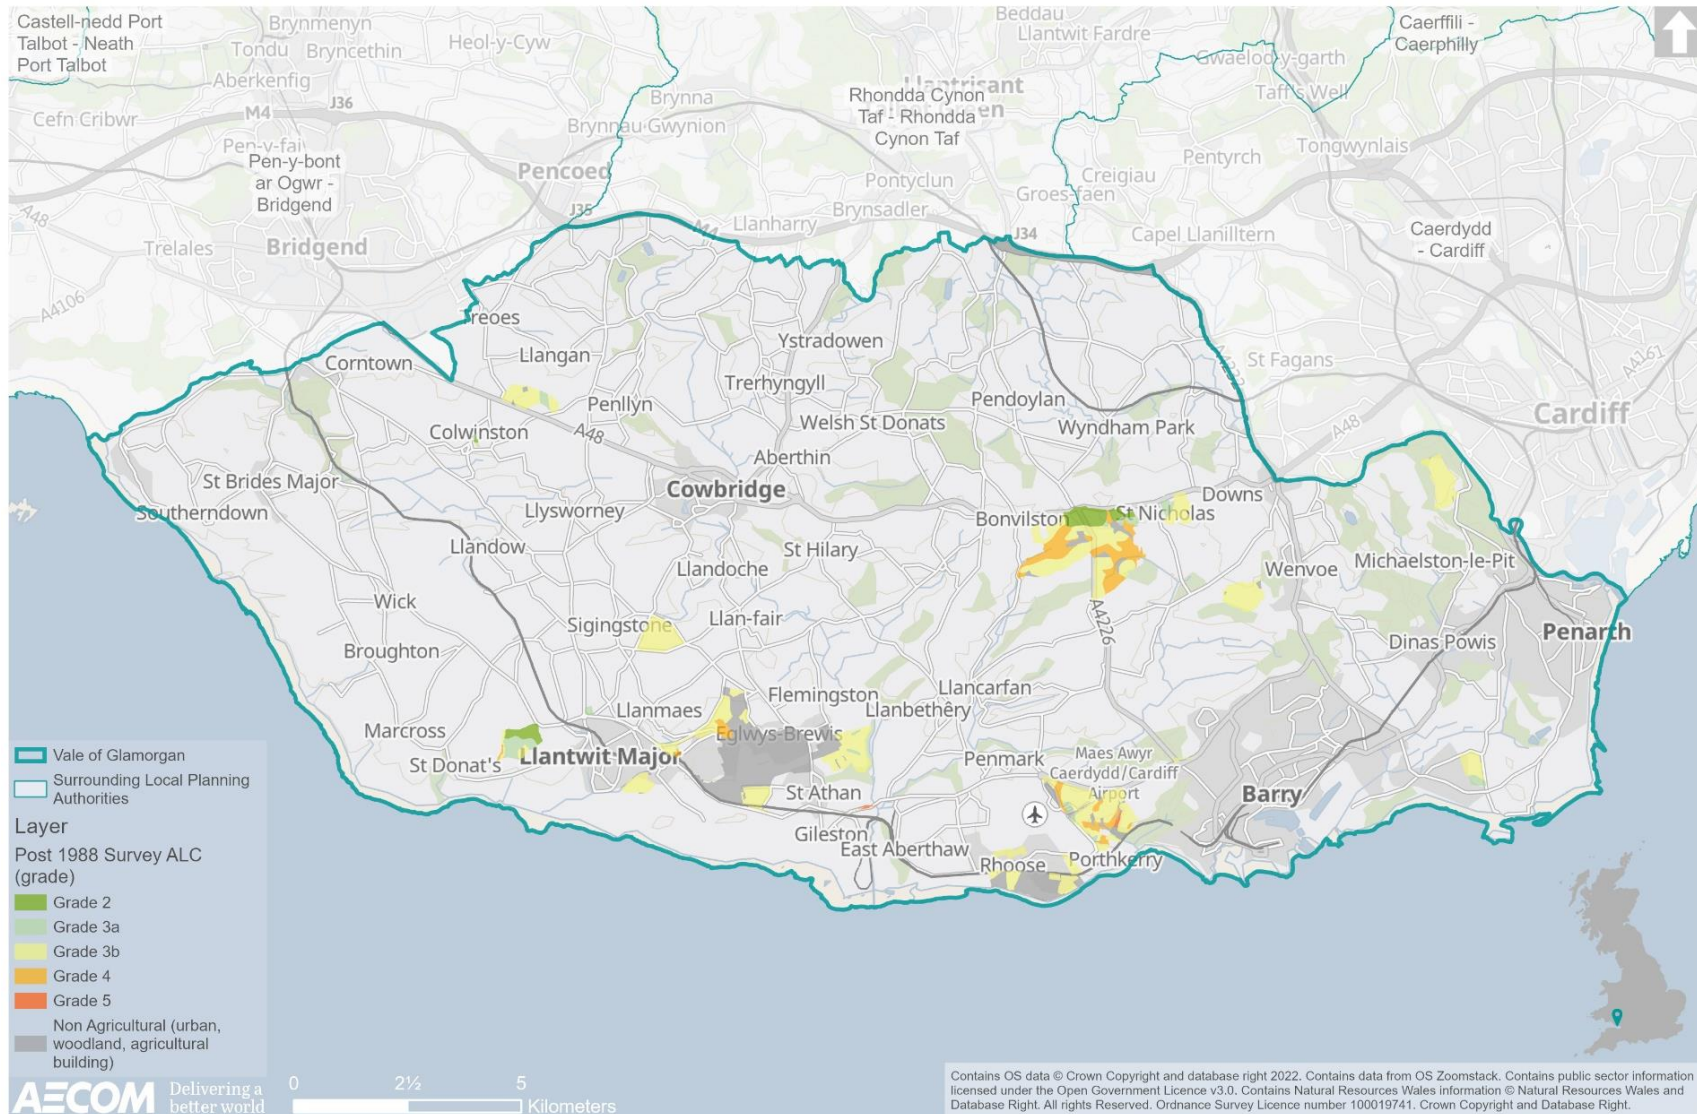 Castell-nedd Port
Talbot - Neath
Port Talbot
Brynmenyn
Tondu
Bryncethin
Heol-y-Cyw
Aberkenfig
Beddau
Llantwit Fardre
Caerffili -
Caerphilly
Gwaelod-y-garth
Taff's Well
Rhondda Cynon
Taf - Rhondda
Cynon Taf
Brynna
M4
J36
Cefn Cribwr
Brynnau Gwynion
Pen-y-fai
Pen-y-bont
ar Ogwr -
Bridgend
Pencoed
Tongwynlais
Pentyrch
Creigiau
Pontyclun
Groes-faen
A48
J35
Brynsadler
Llanharry
M4
J34
Capel Llanilltern
Caerdydd
- Cardiff
Trelales
Bridgend
A4106
reoes
Corntown
Llangan
Ystradowen
A4232
St Fagans
Trerhyngyll
Penllyn
Pendoylan
Cardiff
A48
Colwinston
A48
Welsh St Donats
Wyndham Park
Aberthin
St Brides Major
Cowbridge
Downs
Southerndown
Llysworney
Bonvilston
St Nicholas
Llandow
St Hilary
Llandoche
Wenvoe
Michaelston-le-Pit
Wick
A4226
Sigingstone
Llan-fair
Penarth
Dinas Powis
Broughton
Flemingston
Llancarfan
Llanmaes
Llanbethêry
Marcross
Eglwys-Brewis
St Donat's
Llantwit Major
Penmark
Maes Awyr
Caerdydd/Cardiff
Airport
St Athan
Barry
Gileston
East Aberthaw
Rhoose
Porthkerry
Vale of Glamorgan
Surrounding Local Planning
Authorities
Layer
Post 1988 Survey ALC
(grade)
Grade 2
Grade 3a
Grade 3b
Grade 4
Grade 5
Non Agricultural (urban,
woodland, agricultural
building)
AECOM
Delivering a
better world
0 2½ 5
Kilometers
Contains OS data © Crown Copyright and database right 2022. Contains data from OS Zoomstack. Contains public sector information
licensed under the Open Government Licence v3.0. Contains Natural Resources Wales information © Natural Resources Wales and
Database Right. All rights Reserved. Ordnance Survey Licence number 100019741. Crown Copyright and Database Right.